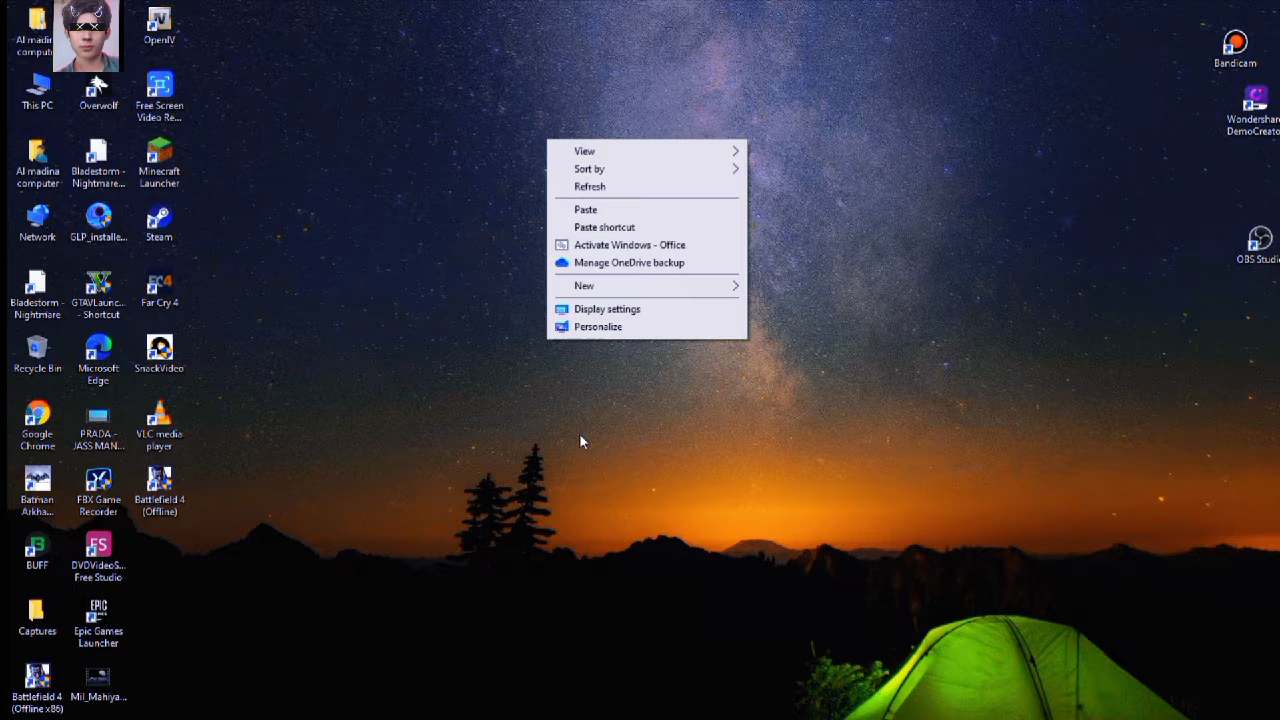 Al madina
comput
OpenIV
This PC
Overwolf
Free Screen
Video Re...
Al madina
computer
Bladestorm -
Nightmare...
Minecraft
Launcher
Network
GLP_installe...
Steam
Bladestorm -
Nightmare
GTAVLaunc...
- Shortcut
Far Cry 4
Recycle Bin
Microsoft
Edge
SnackVideo
Google
Chrome
PRADA -
JASS MAN...
VLC media
player
Batman
Arkha...
FBX Game
Recorder
Battlefield 4
(Offline)
BUFF
DVDVideoS...
Free Studio
Captures
Epic Games
Launcher
Battlefield 4
(Offline x86)
Mil_Mahiya...
View
Sort by
Refresh
Paste
Paste shortcut
Activate Windows - Office
Manage OneDrive backup
New
Display settings
Personalize
Bandicam
Wondershar
DemoCreato
OBS Studi